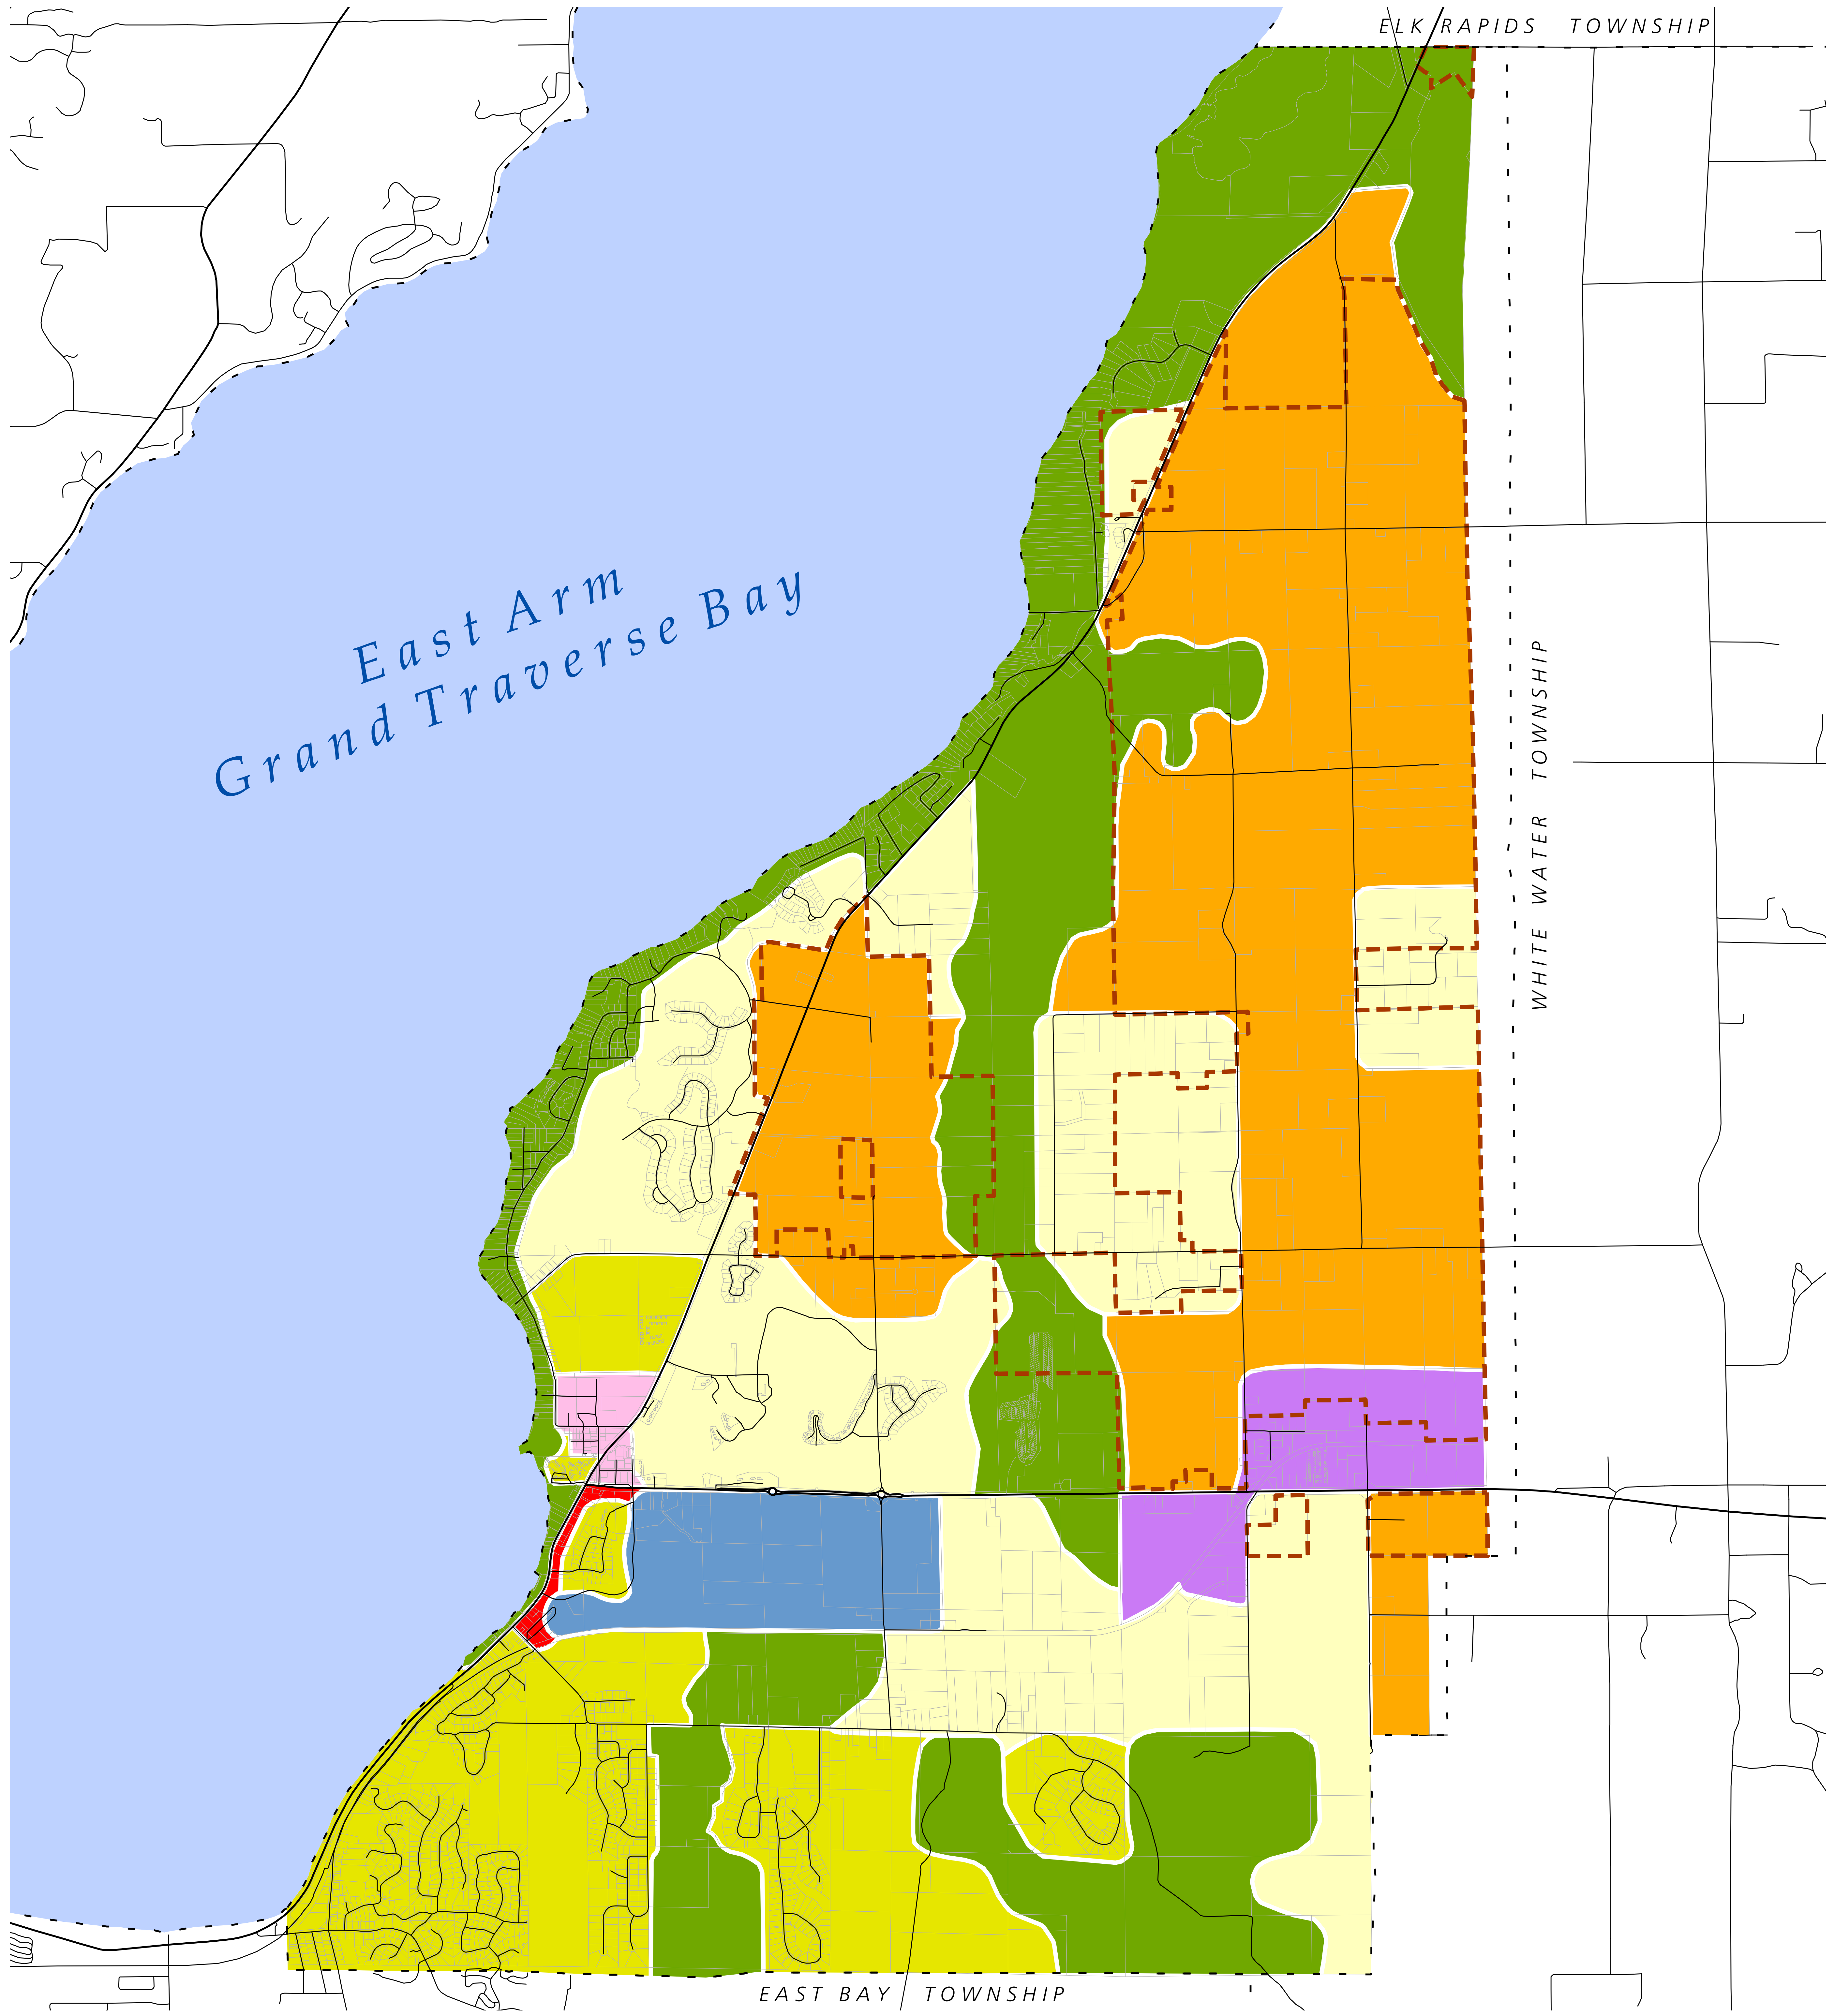 ELK RAPIDS TOWNSHIP
East Arm
Grand Traverse Bay
WHITE WATER TOWNSHIP
EAST BAY TOWNSHIP